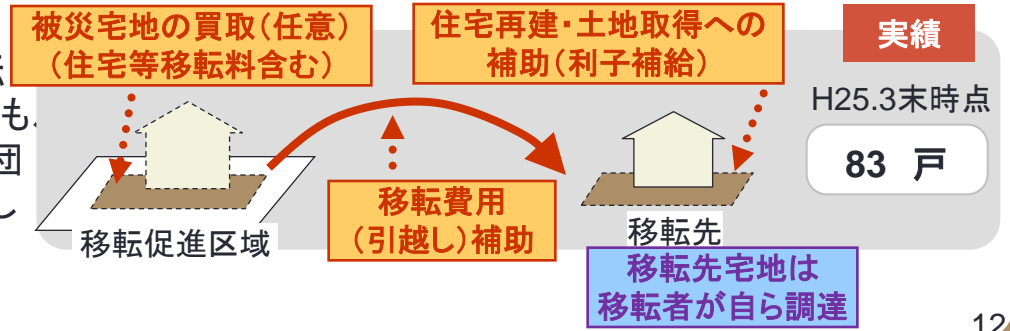 被災宅地の買取(任意)
(住宅等移転料含む)
住宅再建・土地取得への
補助(利子補給)
実績
も、
団
し
H25.3末時点
83 戸
移転費用
(引越し)補助
移転促進区域
移転先
移転先宅地は
移転者が自ら調達
12